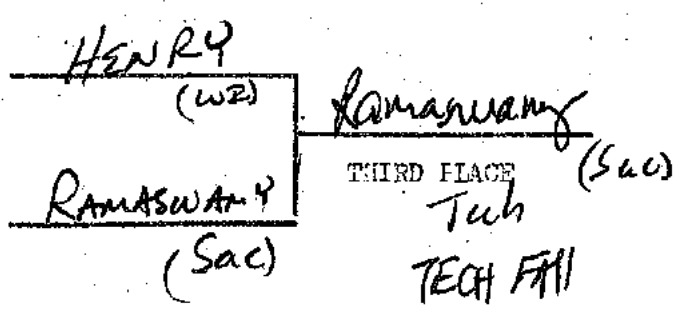 HENRY
(WZ)
Ramaswamy
THIRD PLACE
(Sac)
RAMASWAMY
(Sac)
Tech
TECH FAll